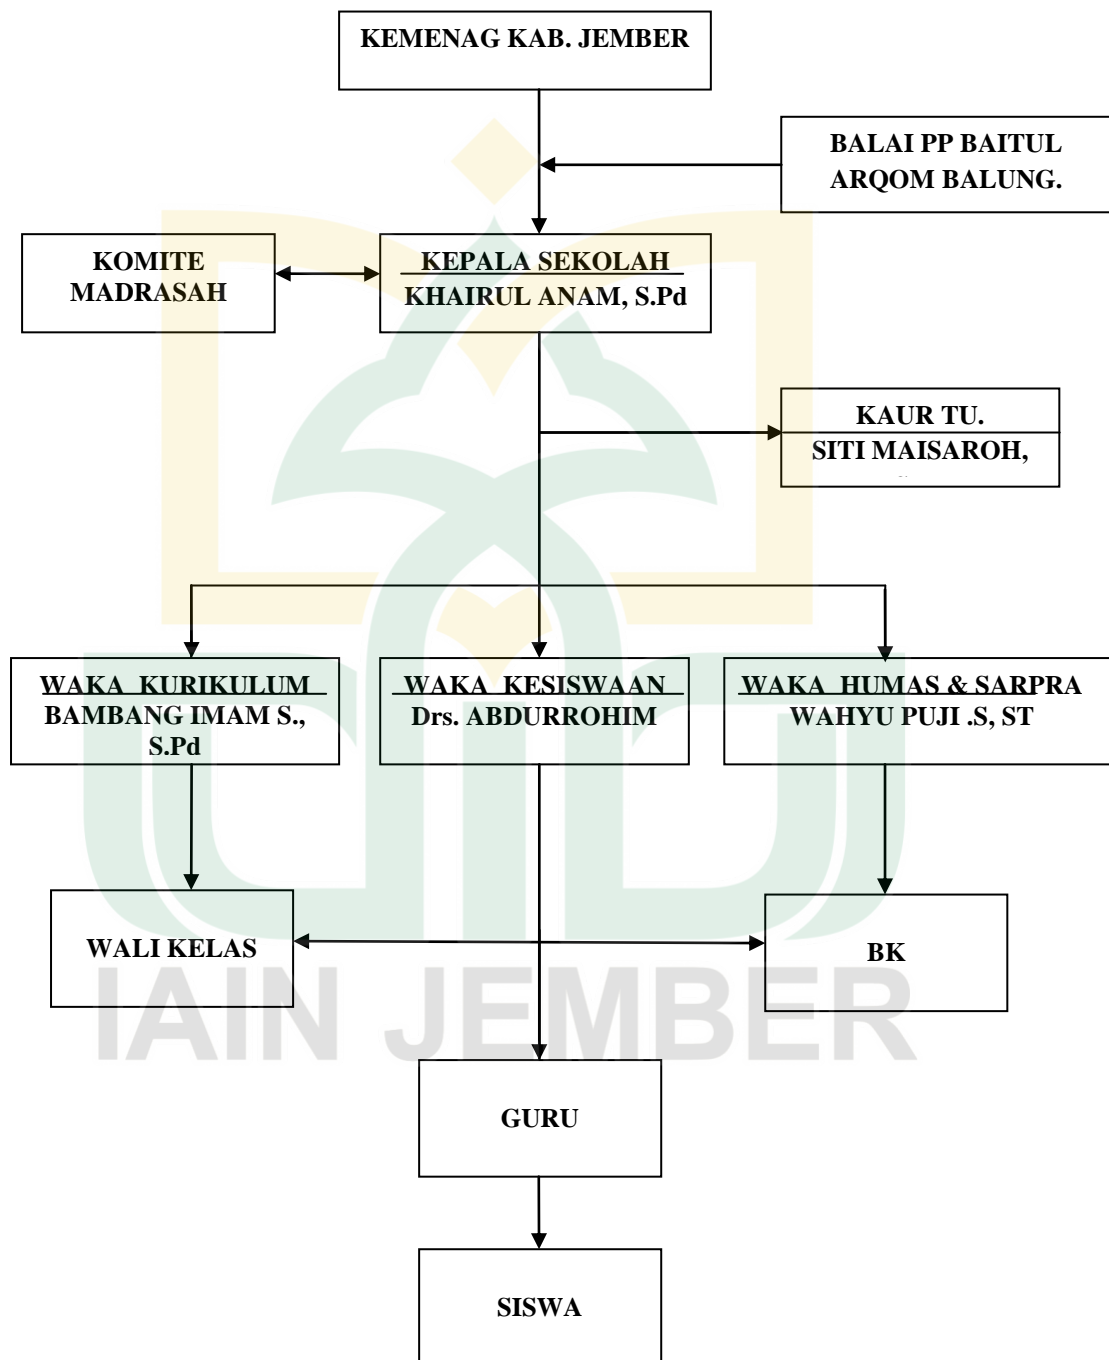 KEMENAG KAB. JEMBER
BALAI PP BAITUL
ARQOM BALUNG.
KOMITE
MADRASAH
KEPALA SEKOLAH
KHAIRUL ANAM, S.Pd
KAUR TU.
SITI MAISAROH,
WAKA KURIKULUM
BAMBANG IMAM S.,
S.Pd
WAKA KESISWAAN
Drs. ABDURROHIM
WAKA HUMAS & SARPRA
WAHYU PUJI .S, ST
WALI KELAS
BK
IAIN JEMBER
GURU
SISWA